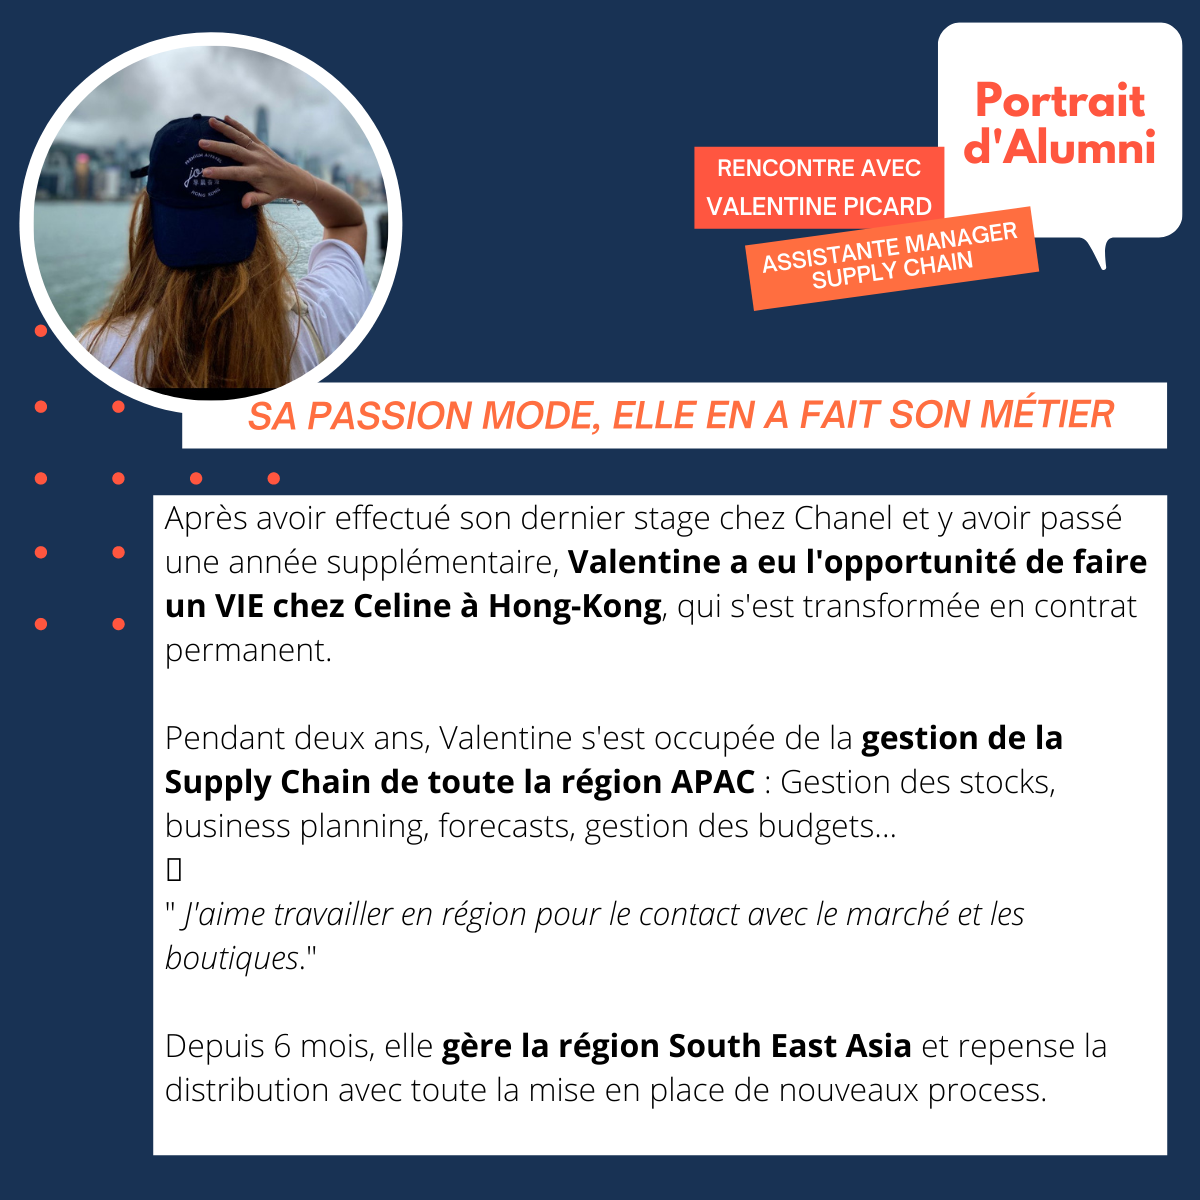 Portrait
d'Alumni
RENCONTRE AVEC
VALENTINE PICARD
ASSISTANTE MANAGER
SUPPLY CHAIN
HONG KONG
SA PASSION MODE, ELLE EN A FAIT SON MÉTIER
Après avoir effectué son dernier stage chez Chanel et y avoir passé
une année supplémentaire, Valentine a eu l'opportunité de faire
un VIE chez Celine à Hong-Kong, qui s'est transformée en contrat
permanent.
Pendant deux ans, Valentine s'est occupée de la gestion de la
Supply Chain de toute la région APAC : Gestion des stocks,
business planning, forecasts, gestion des budgets...
" J'aime travailler en région pour le contact avec le marché et les
boutiques."
Depuis 6 mois, elle gère la région South East Asia et repense la
distribution avec toute la mise en place de nouveaux process.